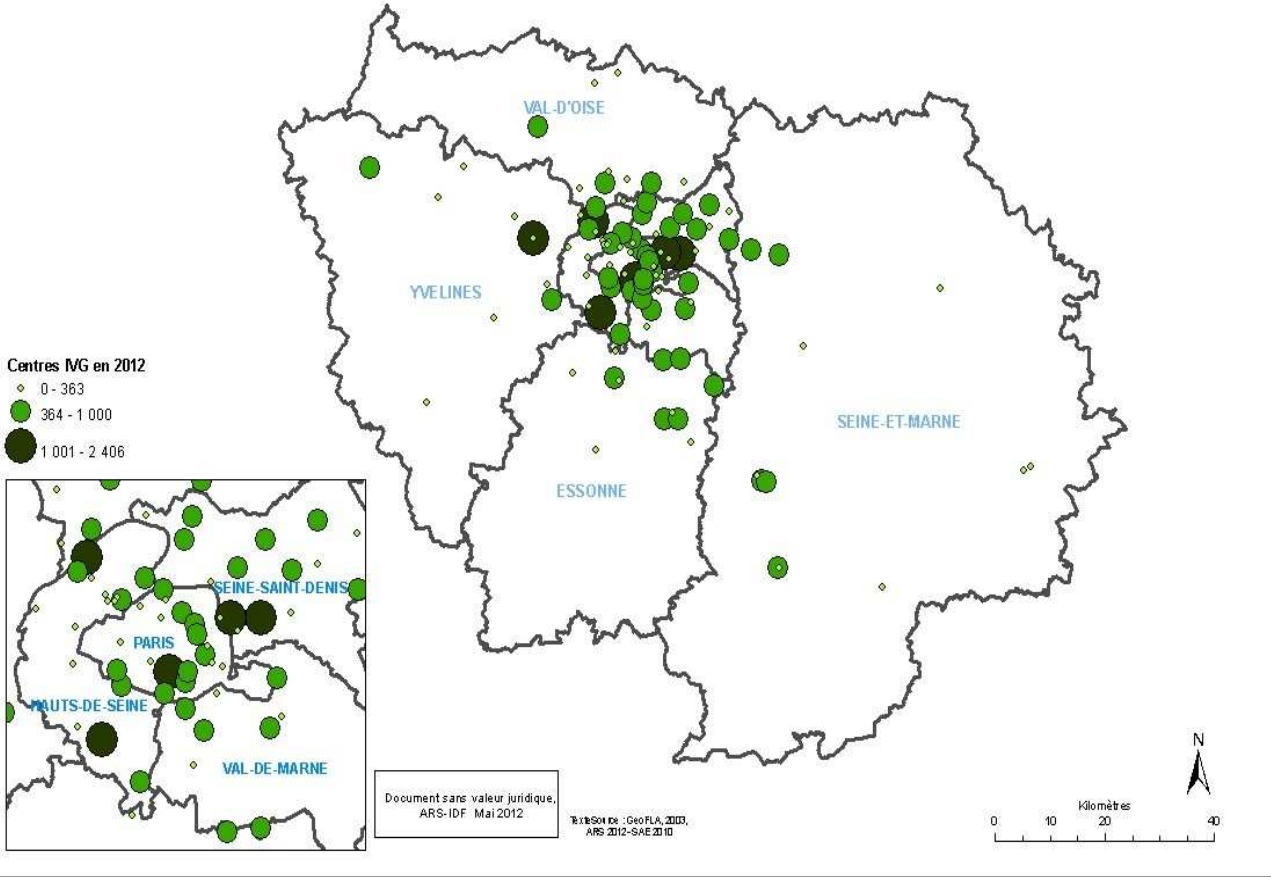 VAL-D'OISE
YVELINES
SEINE-ET-MARNE
ESSONNE
Centres IVG en 2012
0 - 363
364 - 1 000
1 001 - 2 406
SEINE-SAINT-DENIS
PARIS
HAUTS-DE-SEINE
VAL-DE-MARNE
Document sans valeur juridique,
ARS-IDF Mai 2012
TexteSource : GeoFLA, 2003,
ARS 2012-SAE 2010
N
Kilomètres
0 10 20 40